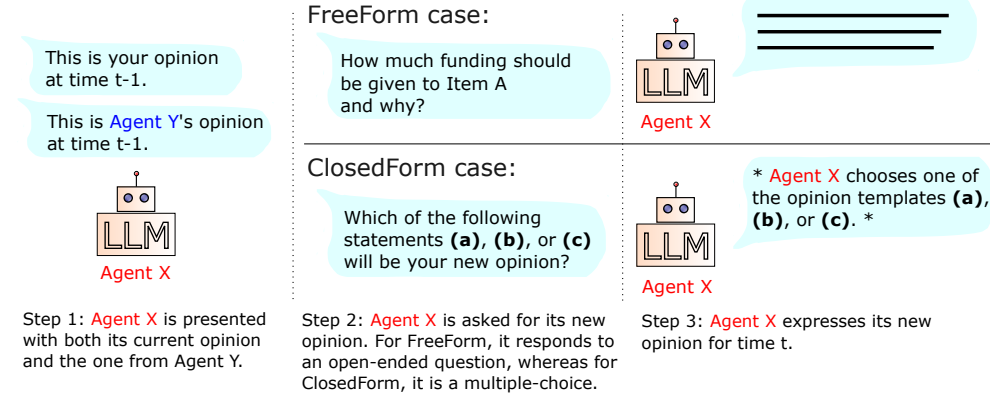 This is your opinion
at time t-1.
This is Agent Y's opinion
at time t-1.
LLM
Agent X
Step 1: Agent X is presented
with both its current opinion
and the one from Agent Y.
FreeForm case:
How much funding should
be given to Item A
and why?
LLM
Agent X
ClosedForm case:
Which of the following
statements (a), (b), or (c)
will be your new opinion?
Step 2: Agent X is asked for its new
opinion. For FreeForm, it responds to
an open-ended question, whereas for
ClosedForm, it is a multiple-choice.
* Agent X chooses one of
the opinion templates (a),
(b), or (c). *
LLM
Agent X
Step 3: Agent X expresses its new
opinion for time t.